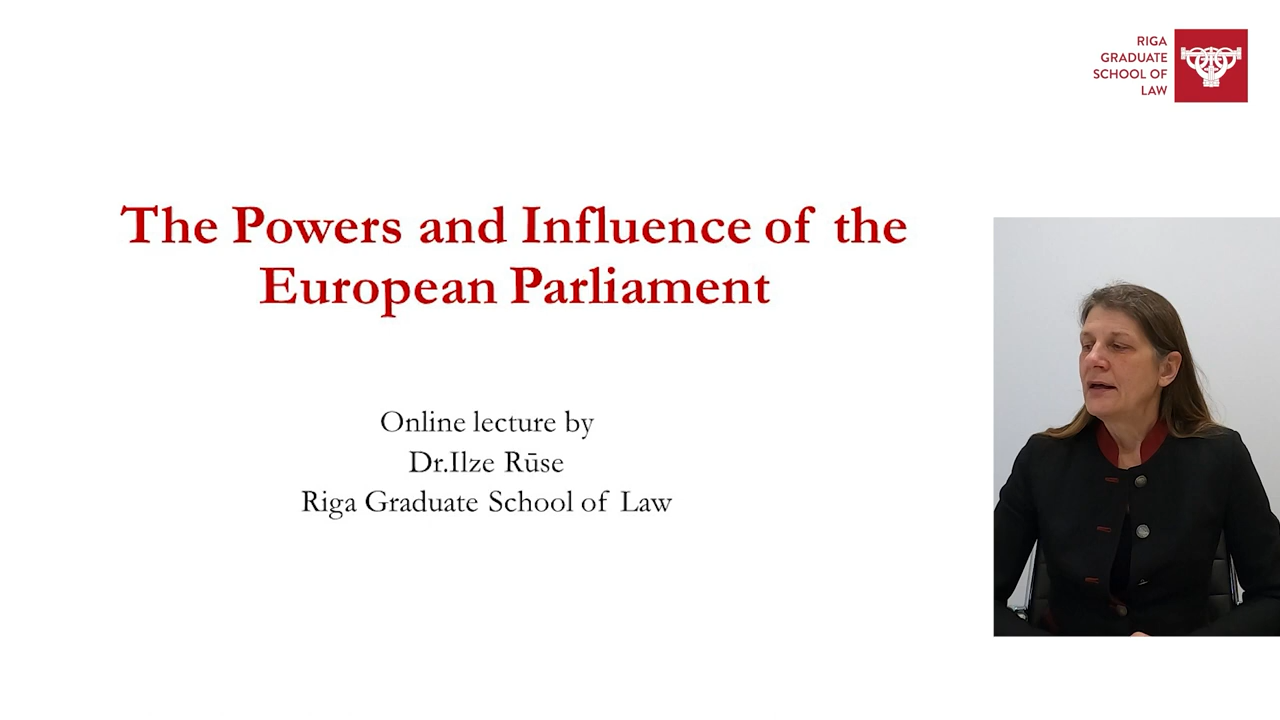 RIGA
GRADUATE
SCHOOL OF
LAW
The Powers and Influence of the
European Parliament
Online lecture by
Dr.Ilze Rūse
Riga Graduate School of Law